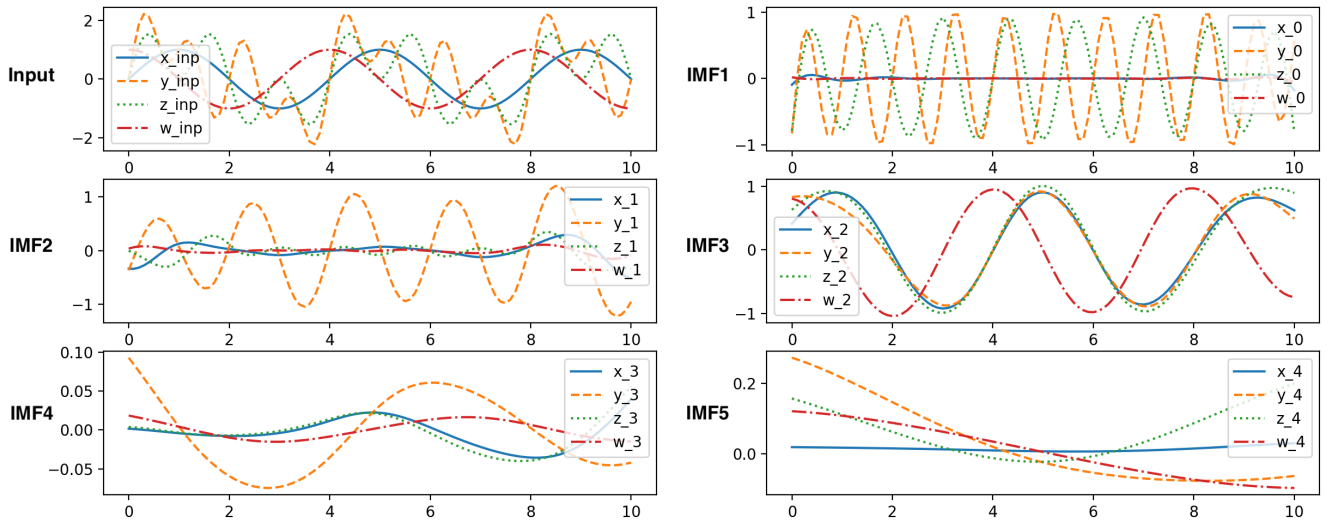 Input
2
0
−2
x_inp
y_inp
z_inp
w_inp
0 2 4 6 8 10
IMF1
1
0
−1
x_0
y_0
z_0
w_0
0 2 4 6 8 10
IMF2
1
0
−1
x_1
y_1
z_1
w_1
0 2 4 6 8 10
IMF3
1
0
−1
x_2
y_2
z_2
w_2
0 2 4 6 8 10
IMF4
0.10
0.05
0.00
−0.05
x_3
y_3
z_3
w_3
0 2 4 6 8 10
IMF5
0.2
0.0
x_4
y_4
z_4
w_4
0 2 4 6 8 10